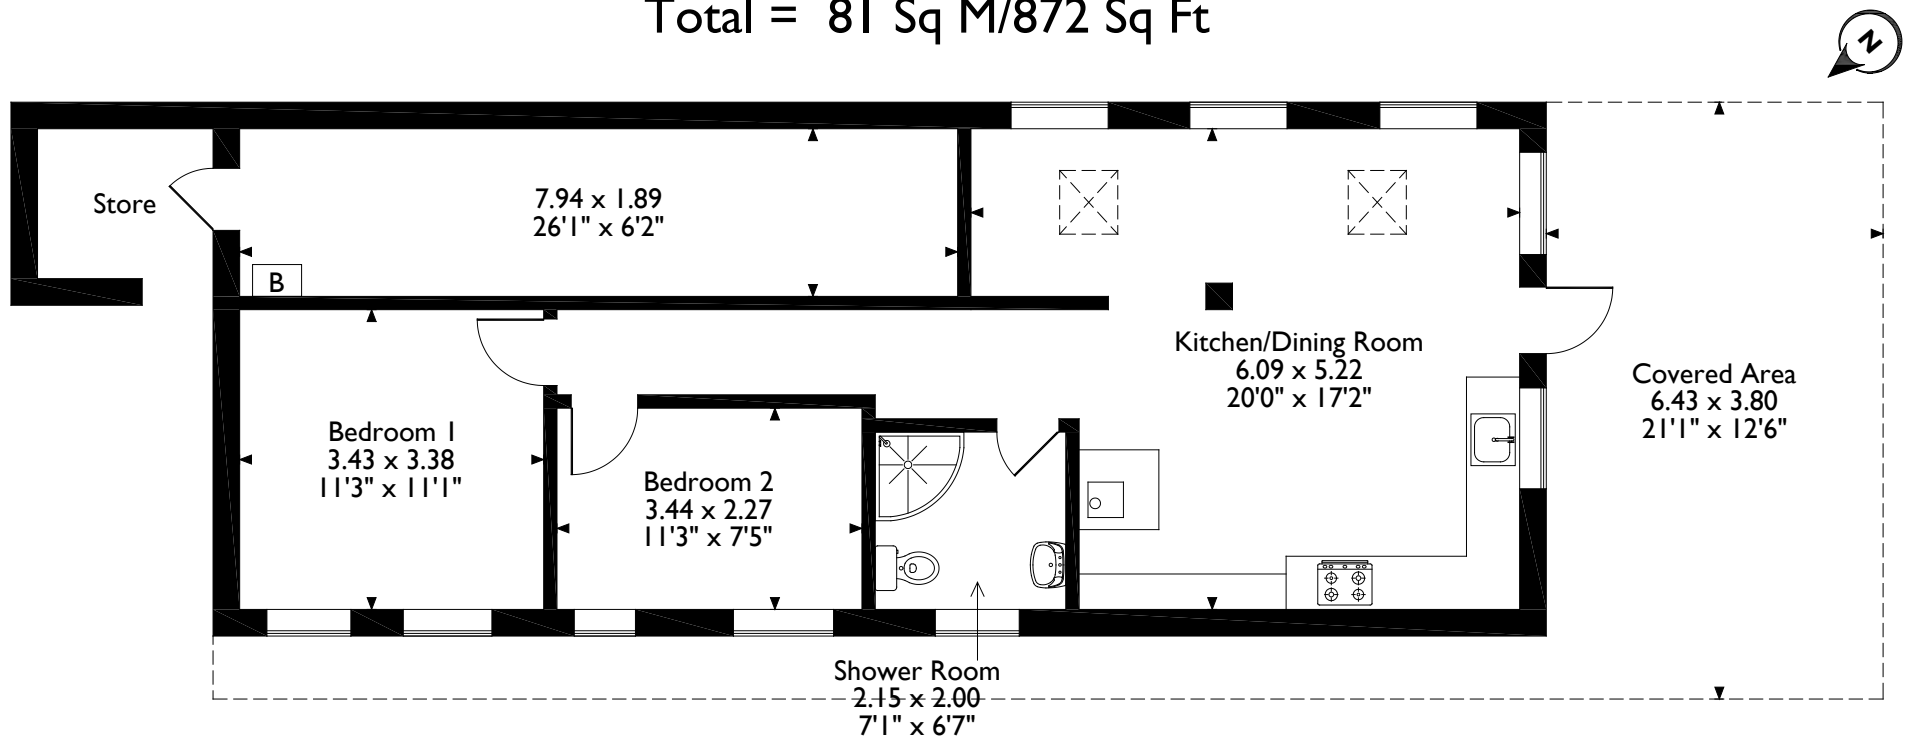 Total = 81 Sq M/872 Sq Ft
N
Store
7.94 x 1.89
26'1" x 6'2"
B
Kitchen/Dining Room
6.09 x 5.22
20'0" x 17'2"
Covered Area
6.43 x 3.80
21'1" x 12'6"
Bedroom 1
3.43 x 3.38
11'3" x 11'1"
Bedroom 2
3.44 x 2.27
11'3" x 7'5"
Shower Room
2.15 x 2.00
7'1" x 6'7"